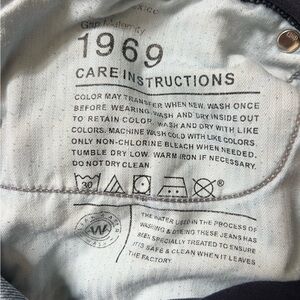 Gap Maternity
1969
CARE INSTRUCTIONS
COLOR MAY TRANSFER WHEN NEW. WASH ONCE
BEFORE WEARING. WASH AND DRY INSIDE OUT
TO RETAIN COLOR. WASH AND DRY WITH LIKE
COLORS. MACHINE WASH COLD WITH LIKE COLORS
ONLY NON-CHLORINE BLEACH WHEN NEEDED.
TUMBLE DRY LOW. WARM IRON IF NECESSARY.
DO NOT DRY CLEAN.
30
W
THE WATER USED IN THE PROCESS OF
WASHING & DYEING THESE JEANS HAS
BEEN SPECIALLY TREATED TO ENSURE
IT IS SAFE & CLEAN WHEN IT LEAVES
THE FACTORY.